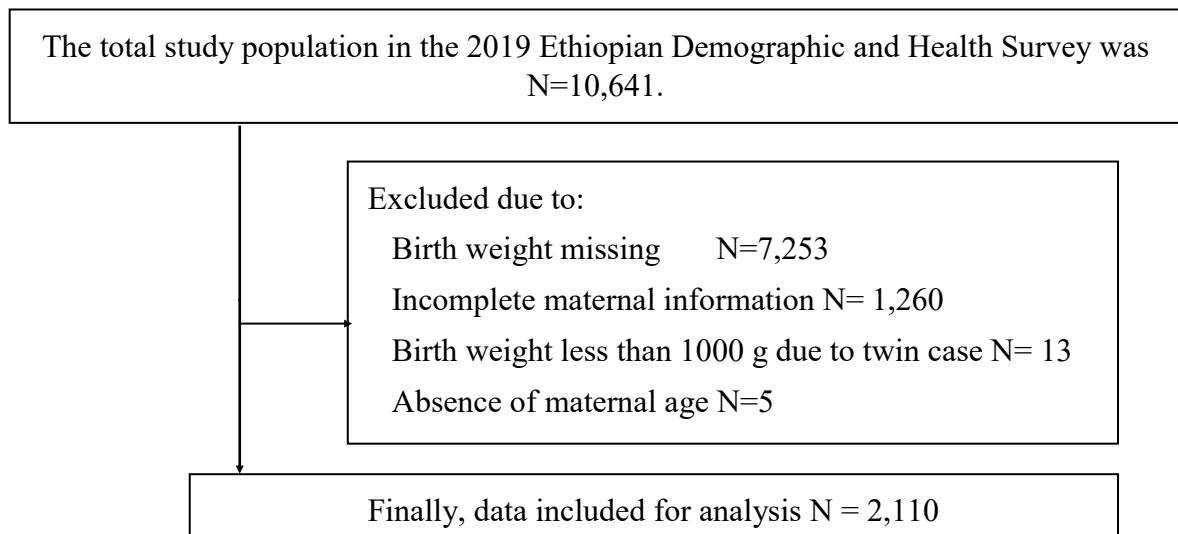 The total study population in the 2019 Ethiopian Demographic and Health Survey was
N=10,641.
Excluded due to:
Birth weight missing N=7,253
Incomplete maternal information N= 1,260
Birth weight less than 1000 g due to twin case N= 13
Absence of maternal age N=5
Finally, data included for analysis N = 2,110